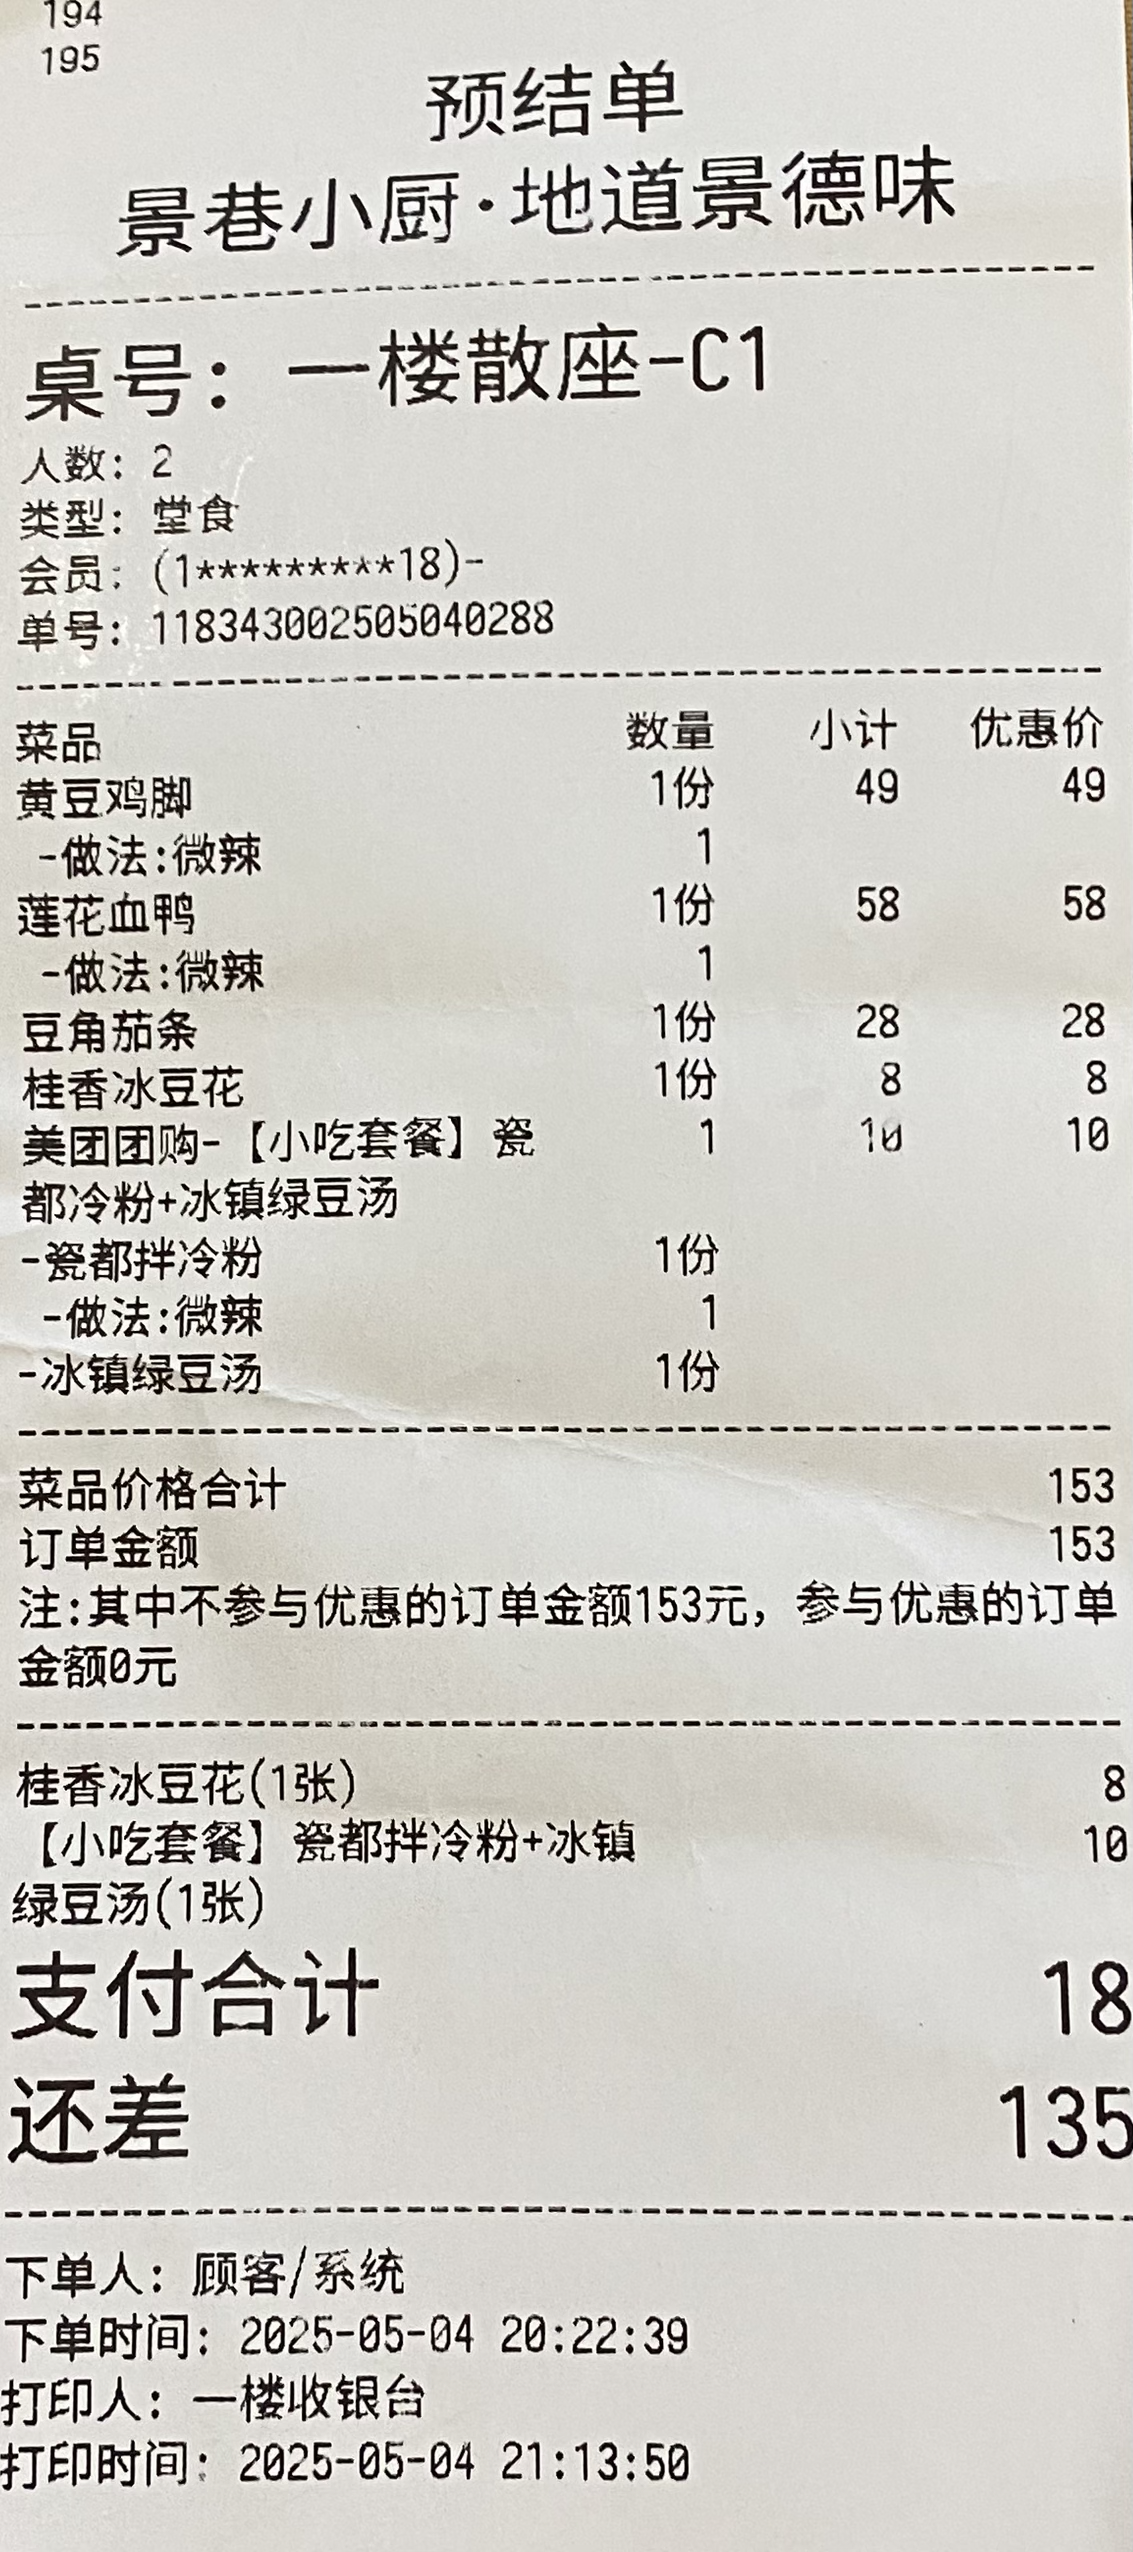 194
195
预结单
景巷小厨·地道景德味
桌号：一楼散座-C1
人数：2
类型：堂食
会员：(1*********18)-
单号：118343002505040288
菜品 数量 小计 优惠价
黄豆鸡脚 1份 49 49
-做法:微辣 1
莲花血鸭 1份 58 58
-做法:微辣 1
豆角茄条 1份 28 28
桂香冰豆花 1份 8 8
美团团购-【小吃套餐】瓷 1 10 10
都冷粉+冰镇绿豆汤
-瓷都拌冷粉 1份
-做法:微辣 1
-冰镇绿豆汤 1份
菜品价格合计 153
订单金额 153
注:其中不参与优惠的订单金额153元，参与优惠的订单
金额0元
桂香冰豆花(1张) 8
【小吃套餐】瓷都拌冷粉+冰镇 10
绿豆汤(1张)
支付合计 18
还差 135
下单人：顾客/系统
下单时间：2025-05-04 20:22:39
打印人：一楼收银台
打印时间：2025-05-04 21:13:50